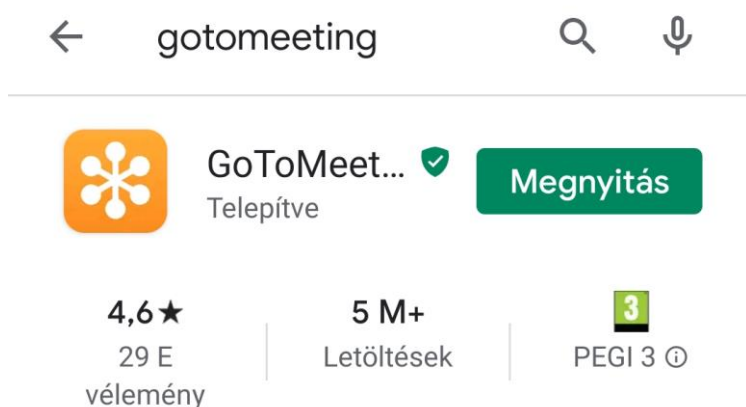 gotomeeting
GoToMeet...
Telepítve
Megnyitás
4,6★
29 E
vélemény
5 M+
Letöltések
3
PEGI 3